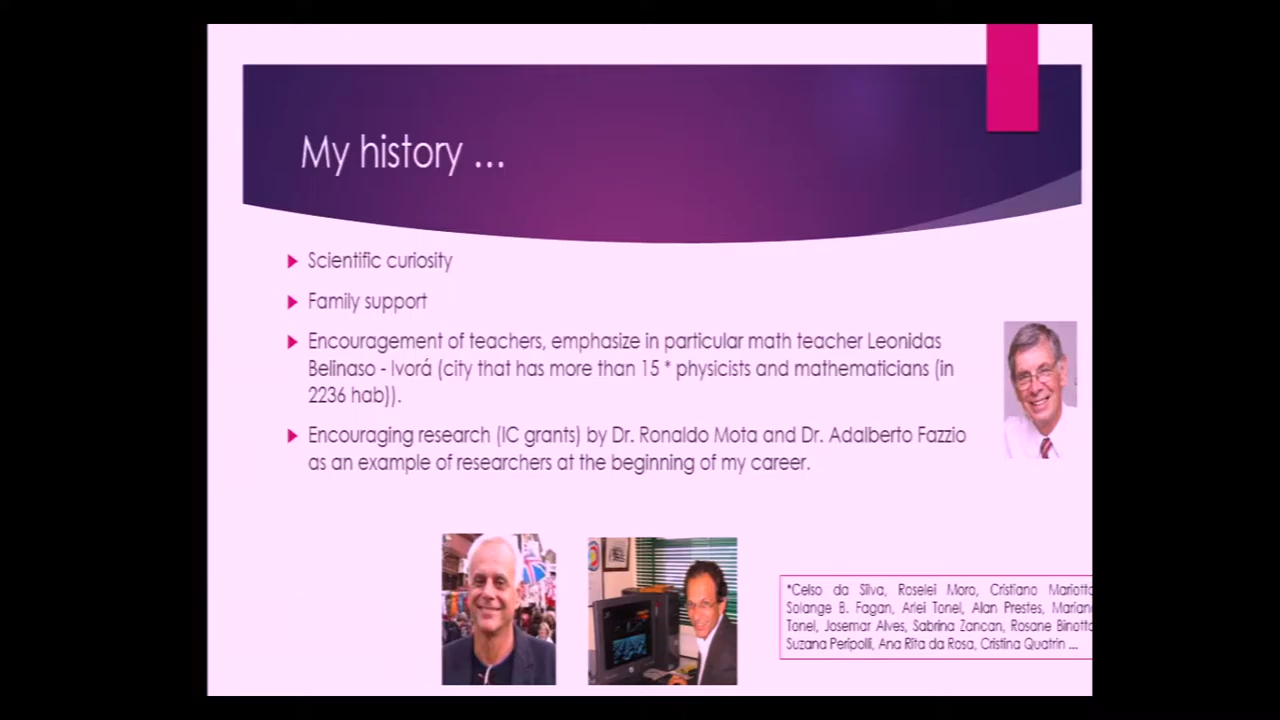 My history ...
Scientific curiosity
Family support
Encouragement of teachers, emphasize in particular math teacher Leonidas
Belinaso - Ivorá (city that has more than 15 * physicists and mathematicians (in
2236 hab)).
Encouraging research (IC grants) by Dr. Ronaldo Mota and Dr. Adalberto Fazzio
as an example of researchers at the beginning of my career.
*Celso da Silva, Roselei Moro, Cristiano Mariotto
Solange B. Fagan, Arlei Tonel, Alan Prestes, Mariano
Tonel, Josemar Alves, Sabrina Zancan, Rosane Binotto
Suzana Peripolli, Ana Rita da Rosa, Cristina Quatrin ...